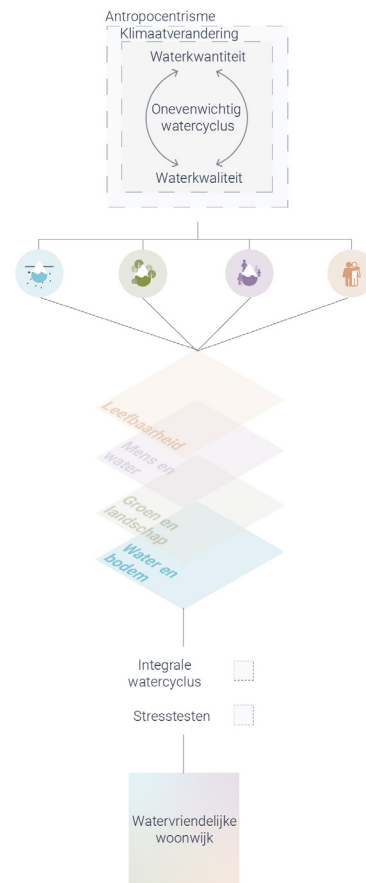 Antropocentrisme
Klimaatverandering
Waterkwantiteit
Onevenwichtig
watercyclus
Waterkwaliteit
Leefbaarheid
Mens en
water
Groen en
landschap
Water en
bodem
Integrale
watercyclus
Stresstesten
Watervriendelijke
woonwijk